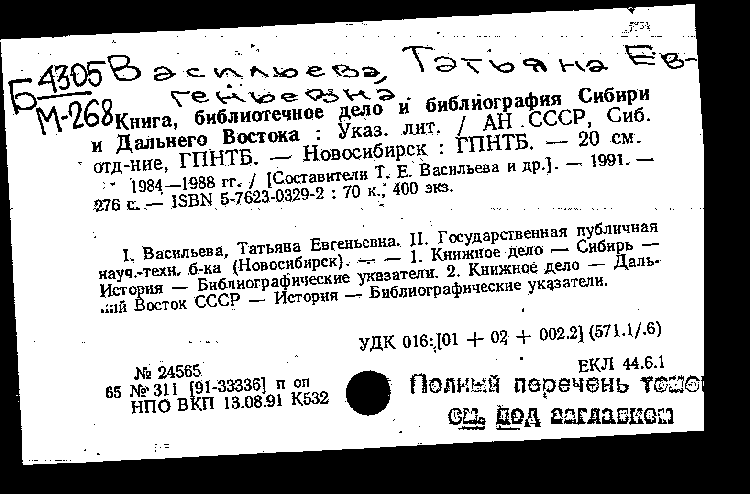 Б 4305 Васильева, Татьяна Ев-
М-268 геньевна.
Книга, библиотечное дело и библиография Сибири
и Дальнего Востока : Указ. лит. / АН СССР, Сиб.
отд-ние, ГПНТБ. — Новосибирск : ГПНТБ. — 20 см.
1984—1988 гг. / [Составители Т. Е. Васильева и др.]. — 1991. —
276 с. — ISBN 5-7623-0329-2 : 70 к., 400 экз.
I. Васильева, Татьяна Евгеньевна. II. Государственная публичная
науч.-техн. б-ка (Новосибирск). — — 1. Книжное дело — Сибирь —
История — Библиографические указатели. 2. Книжное дело — Даль-
ний Восток СССР — История — Библиографические указатели.
УДК 016:[01 + 02 + 002.2] (571.1/.6)
№ 24565
ЕКЛ 44.6.1
65 № 311 [91-33336] п оп
НПО ВКП 13.08.91 К532
Полный перечень томов
см. под заглавием